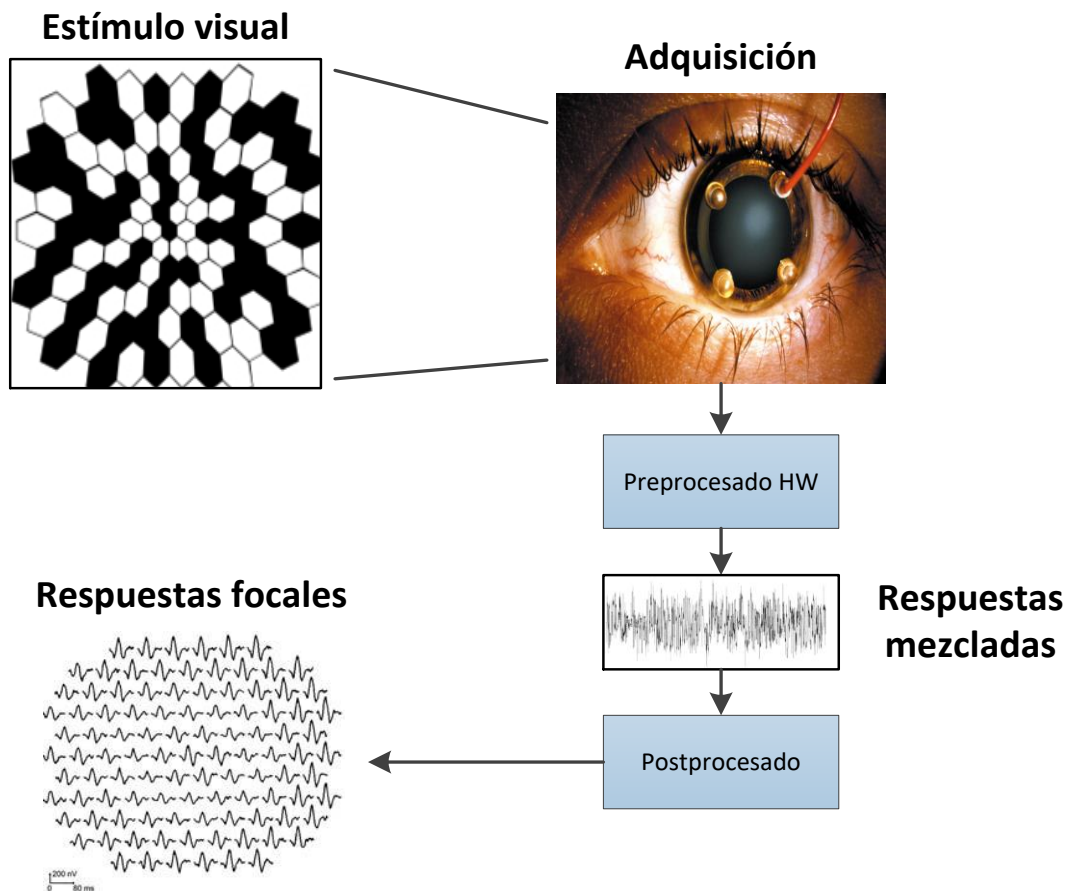 Estímulo visual
Adquisición
Preprocesado HW
Respuestas
mezcladas
Postprocesado
Respuestas focales
200 nV
0 80 ms